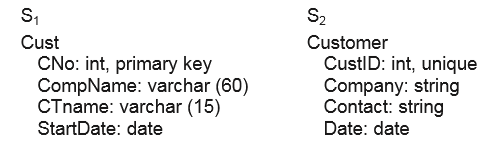 S₁
Cust
CNo: int, primary key
CompName: varchar (60)
CTname: varchar (15)
StartDate: date
S₂
Customer
CustID: int, unique
Company: string
Contact: string
Date: date